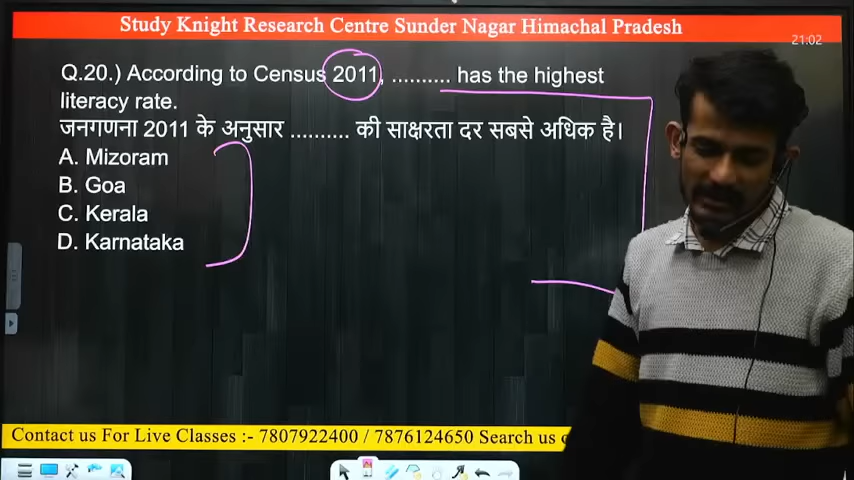 Study Knight Research Centre Sunder Nagar Himachal Pradesh
21:02
Q.20.) According to Census 2011, .......... has the highest
literacy rate.
जनगणना 2011 के अनुसार .......... की साक्षरता दर सबसे अधिक है।
A. Mizoram
B. Goa
C. Kerala
D. Karnataka
Contact us For Live Classes :- 7807922400 / 7876124650 Search us